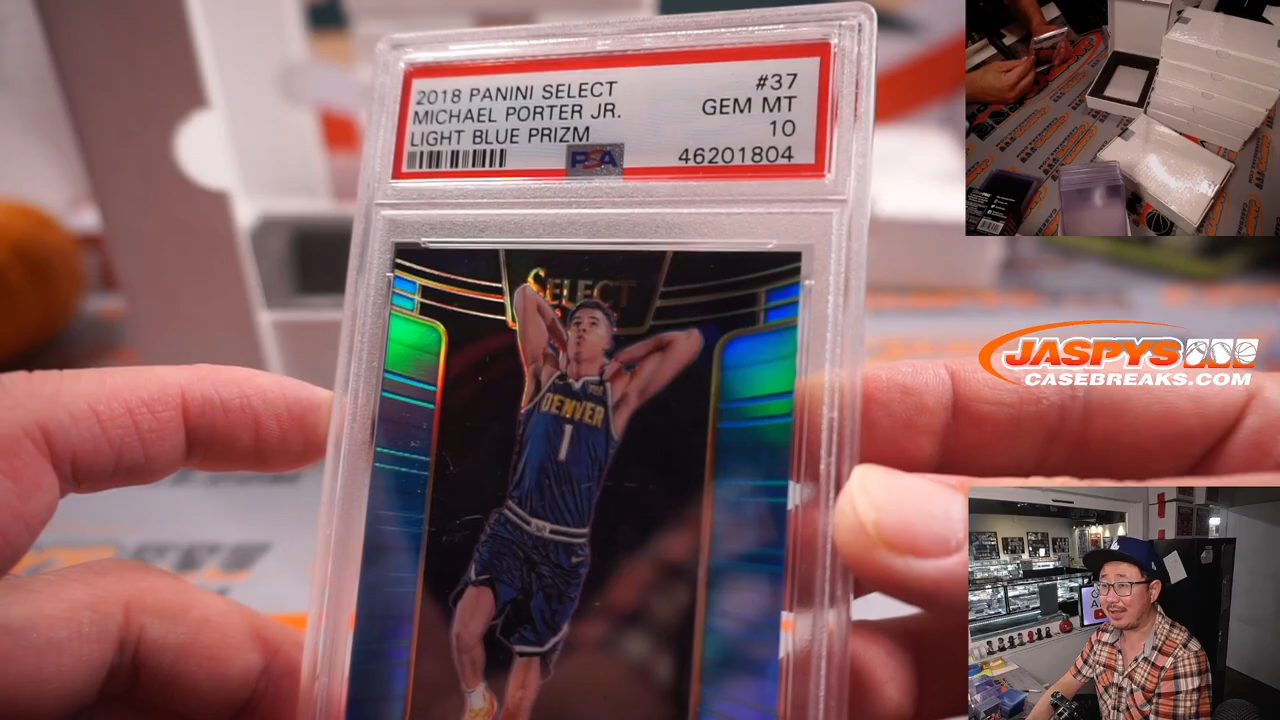 2018 PANINI SELECT #37
MICHAEL PORTER JR. GEM MT
LIGHT BLUE PRIZM 10
PSA 46201804
SELECT
DENVER
1
JASPYS
CASEBREAKS.COM